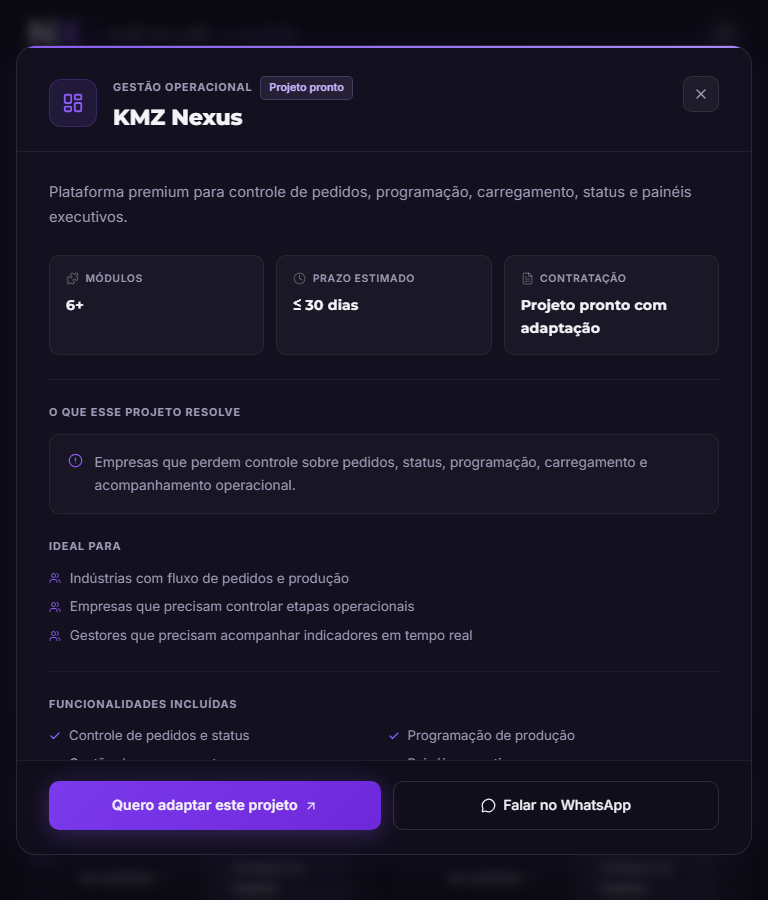 GESTÃO OPERACIONAL
Projeto pronto
KMZ Nexus
Plataforma premium para controle de pedidos, programação, carregamento, status e painéis
executivos.
MÓDULOS
6+
PRAZO ESTIMADO
≤ 30 dias
CONTRATAÇÃO
Projeto pronto com
adaptação
O QUE ESSE PROJETO RESOLVE
Empresas que perdem controle sobre pedidos, status, programação, carregamento e
acompanhamento operacional.
IDEAL PARA
Indústrias com fluxo de pedidos e produção
Empresas que precisam controlar etapas operacionais
Gestores que precisam acompanhar indicadores em tempo real
FUNCIONALIDADES INCLUÍDAS
Controle de pedidos e status
Programação de produção
Quero adaptar este projeto
Falar no WhatsApp